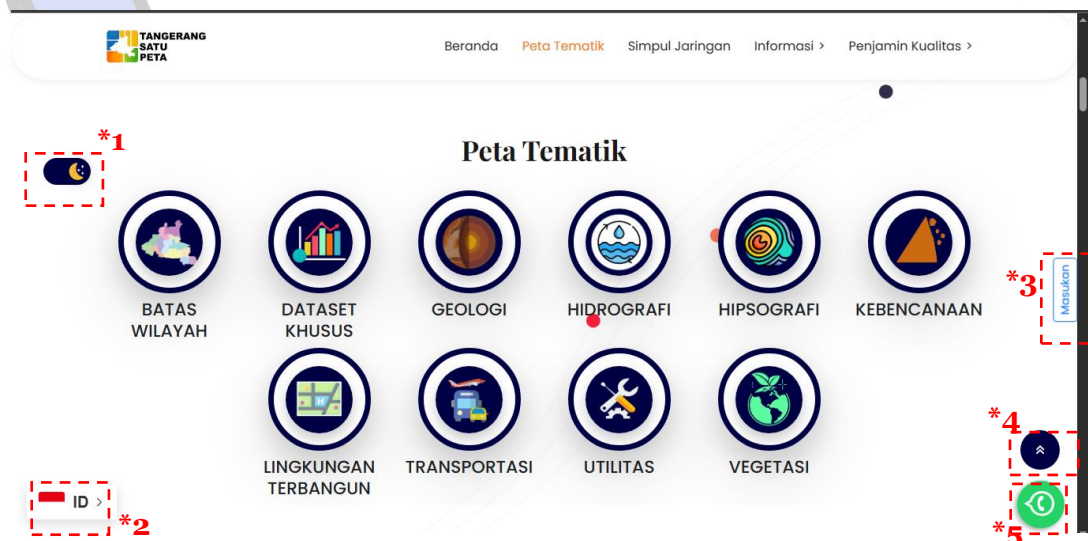 TANGERANG
SATU
PETA
Beranda Peta Tematik Simpul Jaringan Informasi > Penjamin Kualitas >
*1
Peta Tematik
*3
Masukan
BATAS
WILAYAH
DATASET
KHUSUS
GEOLOGI
HIDROGRAFI
HIPSOGRAFI
KEBENCANAAN
LINGKUNGAN
TERBANGUN
TRANSPORTASI
UTILITAS
VEGETASI
*4
ID >
*2
*5